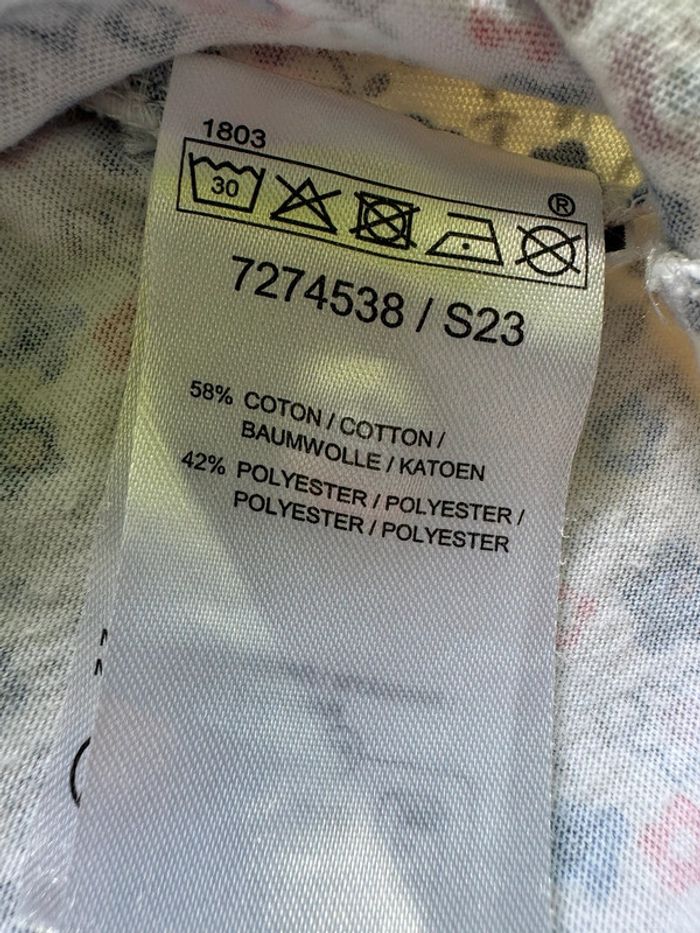 1803
30
®
7274538 / S23
58% COTON / COTTON /
BAUMWOLLE / KATOEN
42% POLYESTER / POLYESTER /
POLYESTER / POLYESTER